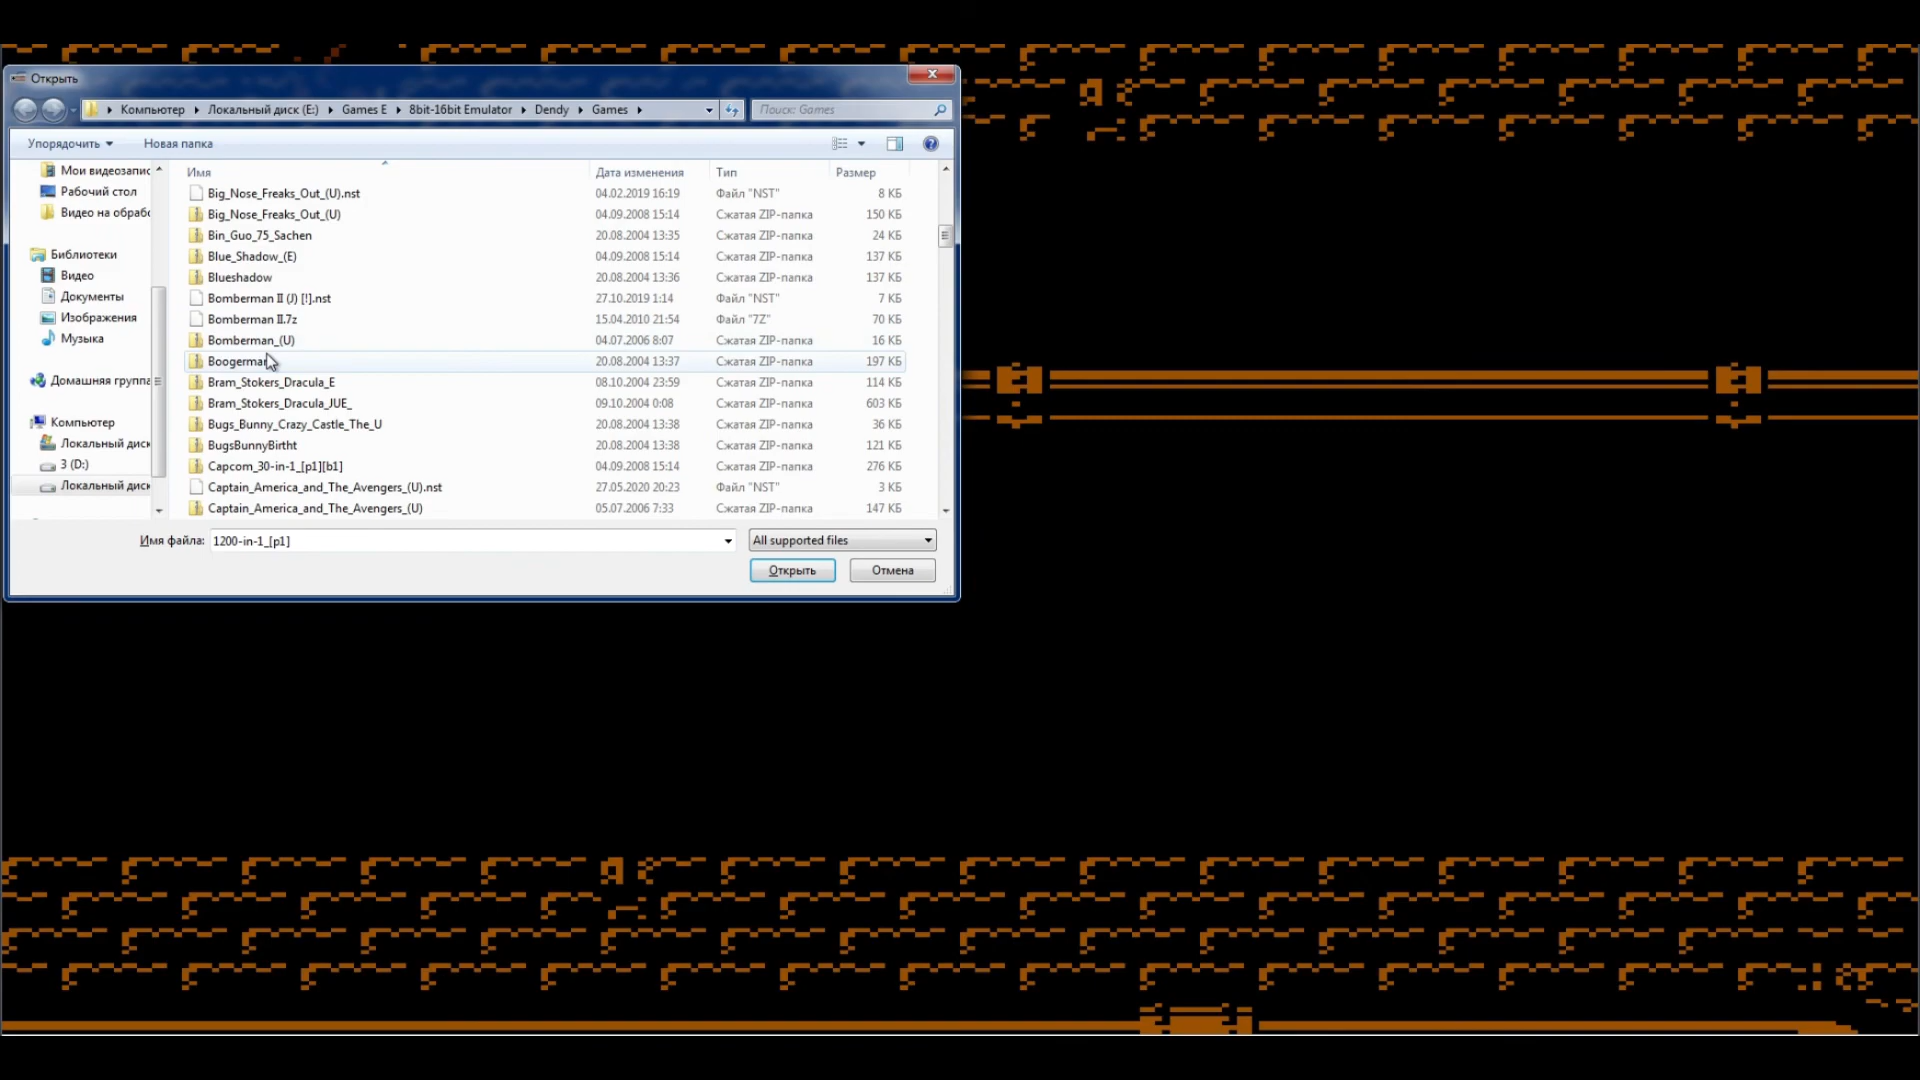 Открыть
Компьютер Локальный диск (E:) Games E 8bit-16bit Emulator Dendy Games Поиск: Games
Упорядочить Новая папка
Мои видеозапис
Рабочий стол
Видео на обрабо
Библиотеки
Видео
Документы
Изображения
Музыка
Домашняя группа
Компьютер
Локальный диск
3 (D:)
Локальный диск
Имя Дата изменения Тип Размер
Big_Nose_Freaks_Out_(U).nst 04.02.2019 16:19 Файл "NST" 8 КБ
Big_Nose_Freaks_Out_(U) 04.09.2008 15:14 Сжатая ZIP-папка 150 КБ
Bin_Guo_75_Sachen 20.08.2004 13:35 Сжатая ZIP-папка 24 КБ
Blue_Shadow_(E) 04.09.2008 15:14 Сжатая ZIP-папка 137 КБ
Blueshadow 20.08.2004 13:36 Сжатая ZIP-папка 137 КБ
Bomberman II (J) [!].nst 27.10.2019 1:14 Файл "NST" 7 КБ
Bomberman II.7z 15.04.2010 21:54 Файл "7Z" 70 КБ
Bomberman_(U) 04.07.2006 8:07 Сжатая ZIP-папка 16 КБ
Boogerman 20.08.2004 13:37 Сжатая ZIP-папка 197 КБ
Bram_Stokers_Dracula_E 08.10.2004 23:59 Сжатая ZIP-папка 114 КБ
Bram_Stokers_Dracula_JUE_ 09.10.2004 0:08 Сжатая ZIP-папка 603 КБ
Bugs_Bunny_Crazy_Castle_The_U 20.08.2004 13:38 Сжатая ZIP-папка 36 КБ
BugsBunnyBirtht 20.08.2004 13:38 Сжатая ZIP-папка 121 КБ
Capcom_30-in-1_[p1][b1] 04.09.2008 15:14 Сжатая ZIP-папка 276 КБ
Captain_America_and_The_Avengers_(U).nst 27.05.2020 20:23 Файл "NST" 3 КБ
Captain_America_and_The_Avengers_(U) 05.07.2006 7:33 Сжатая ZIP-папка 147 КБ
Имя файла: 1200-in-1_[p1] All supported files
Открыть Отмена